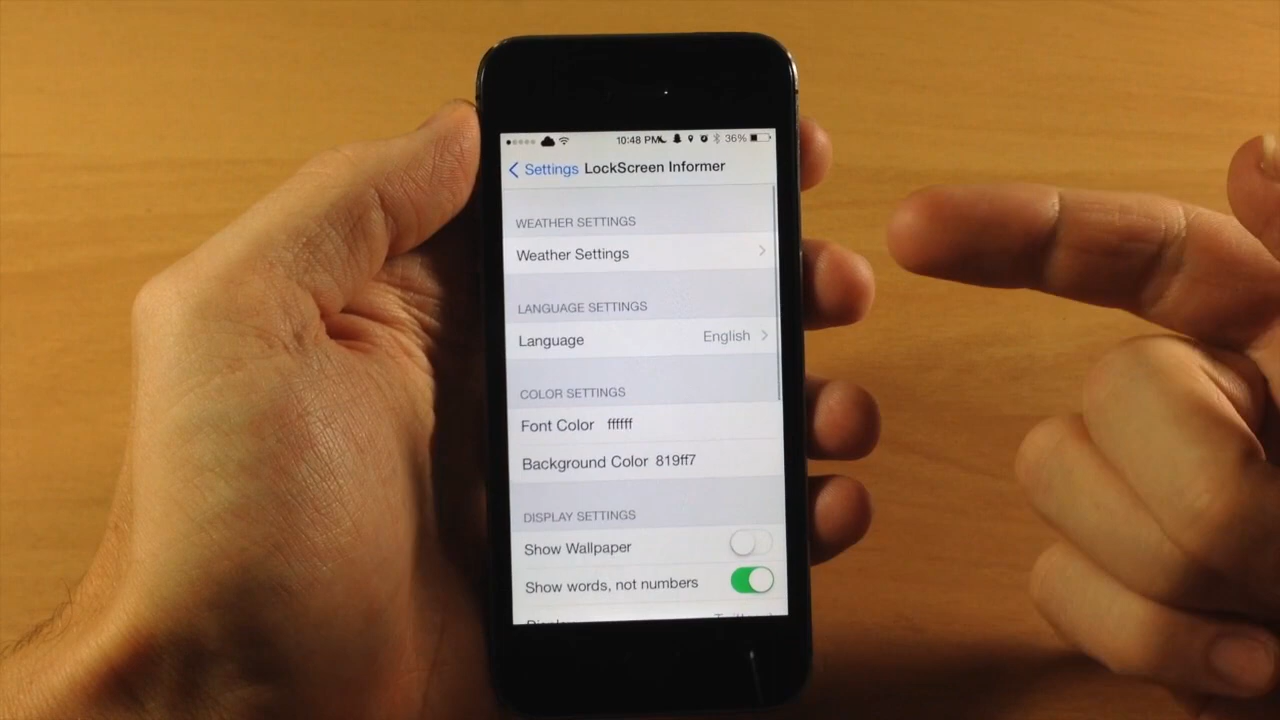 10:48 PM 36%
Settings LockScreen Informer
WEATHER SETTINGS
Weather Settings
LANGUAGE SETTINGS
Language English
COLOR SETTINGS
Font Color ffffff
Background Color 819ff7
DISPLAY SETTINGS
Show Wallpaper
Show words, not numbers